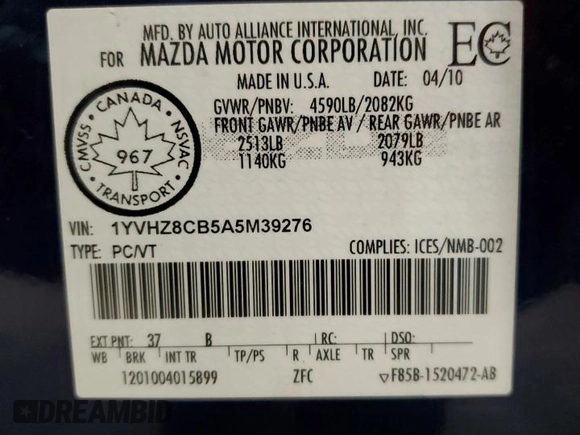 MFD. BY AUTO ALLIANCE INTERNATIONAL, INC.
FOR MAZDA MOTOR CORPORATION
EC
MADE IN U.S.A. DATE: 04/10
GVWR/PNBV: 4590LB/2082KG
FRONT GAWR/PNBE AV / REAR GAWR/PNBE AR
2513LB 2079LB
1140KG 943KG
CANADA
CMVSS NSVAC
967
TRANSPORT
VIN: 1YVHZ8CB5A5M39276
TYPE: PC/VT COMPLIES: ICES/NMB-002
EXT PNT: 37 B RC: DSO:
WB BRK INT TR TP/PS R AXLE TR SPR
1201004015899 ZFC ▽F85B-1520472-AB
DREAMBID